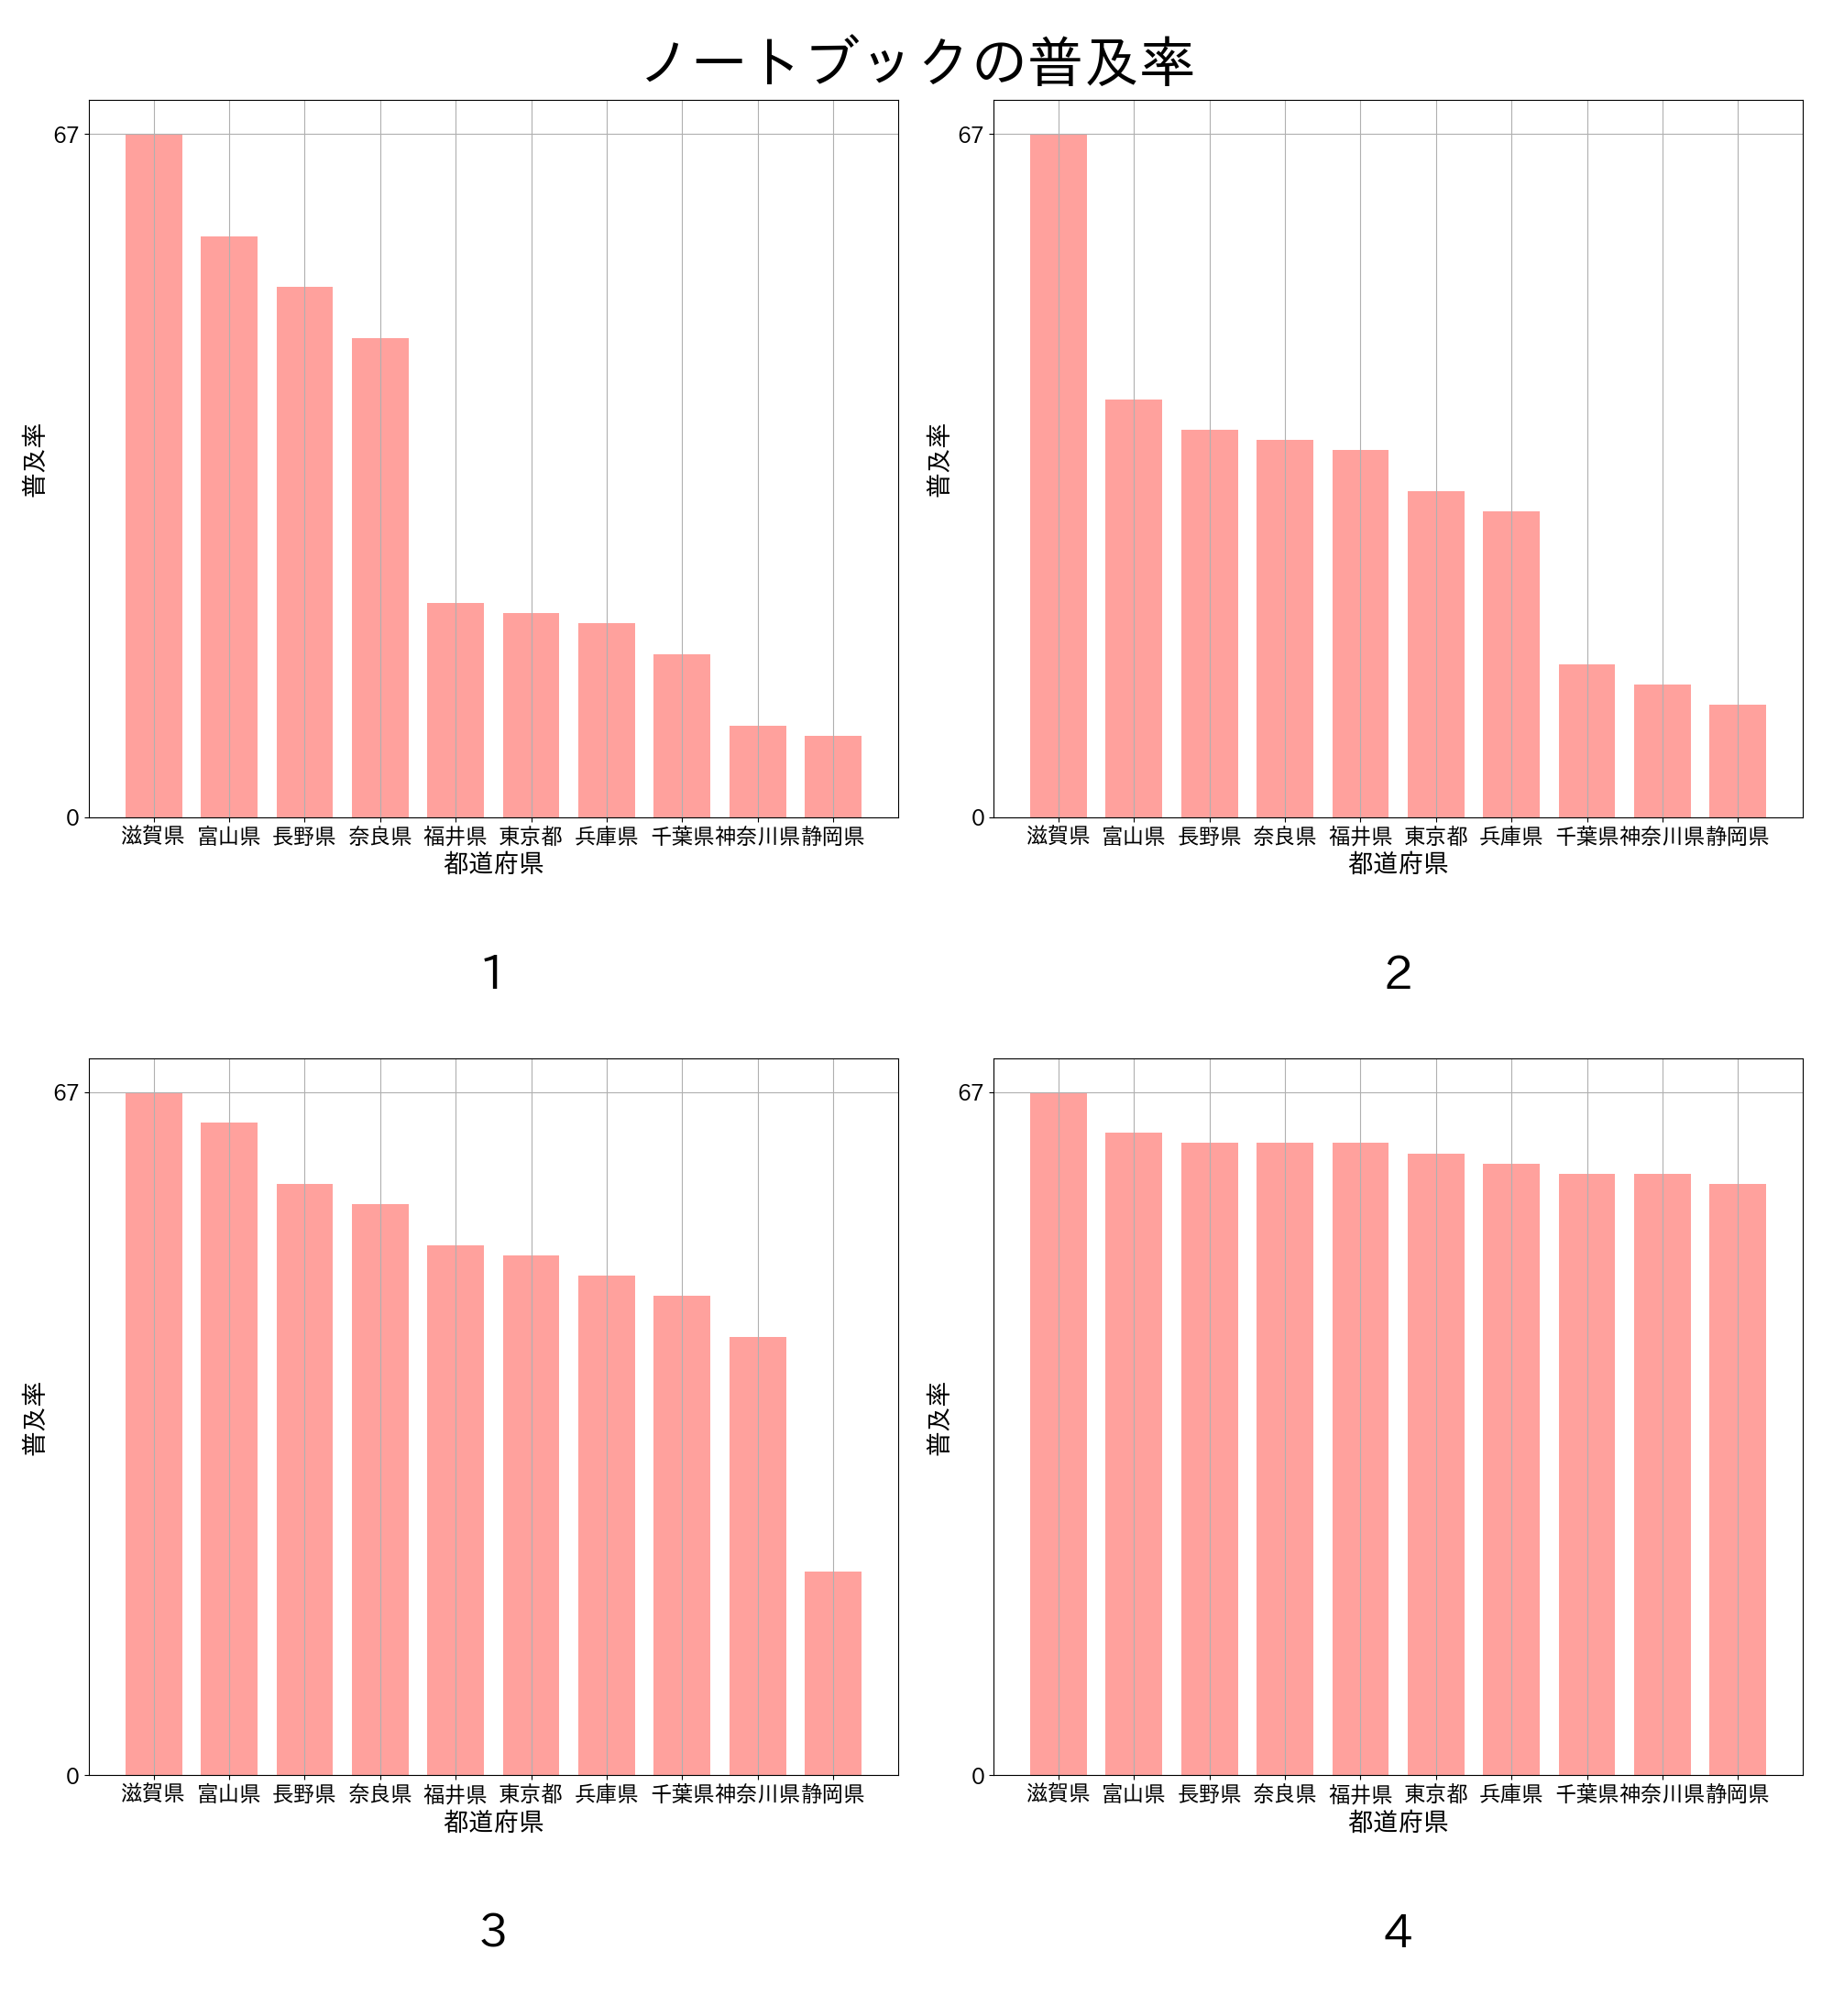 ノートブックの普及率
67
0
普及率
滋賀県 富山県 長野県 奈良県 福井県 東京都 兵庫県 千葉県 神奈川県 静岡県
都道府県
1
67
0
普及率
滋賀県 富山県 長野県 奈良県 福井県 東京都 兵庫県 千葉県 神奈川県 静岡県
都道府県
2
67
0
普及率
滋賀県 富山県 長野県 奈良県 福井県 東京都 兵庫県 千葉県 神奈川県 静岡県
都道府県
3
67
0
普及率
滋賀県 富山県 長野県 奈良県 福井県 東京都 兵庫県 千葉県 神奈川県 静岡県
都道府県
4